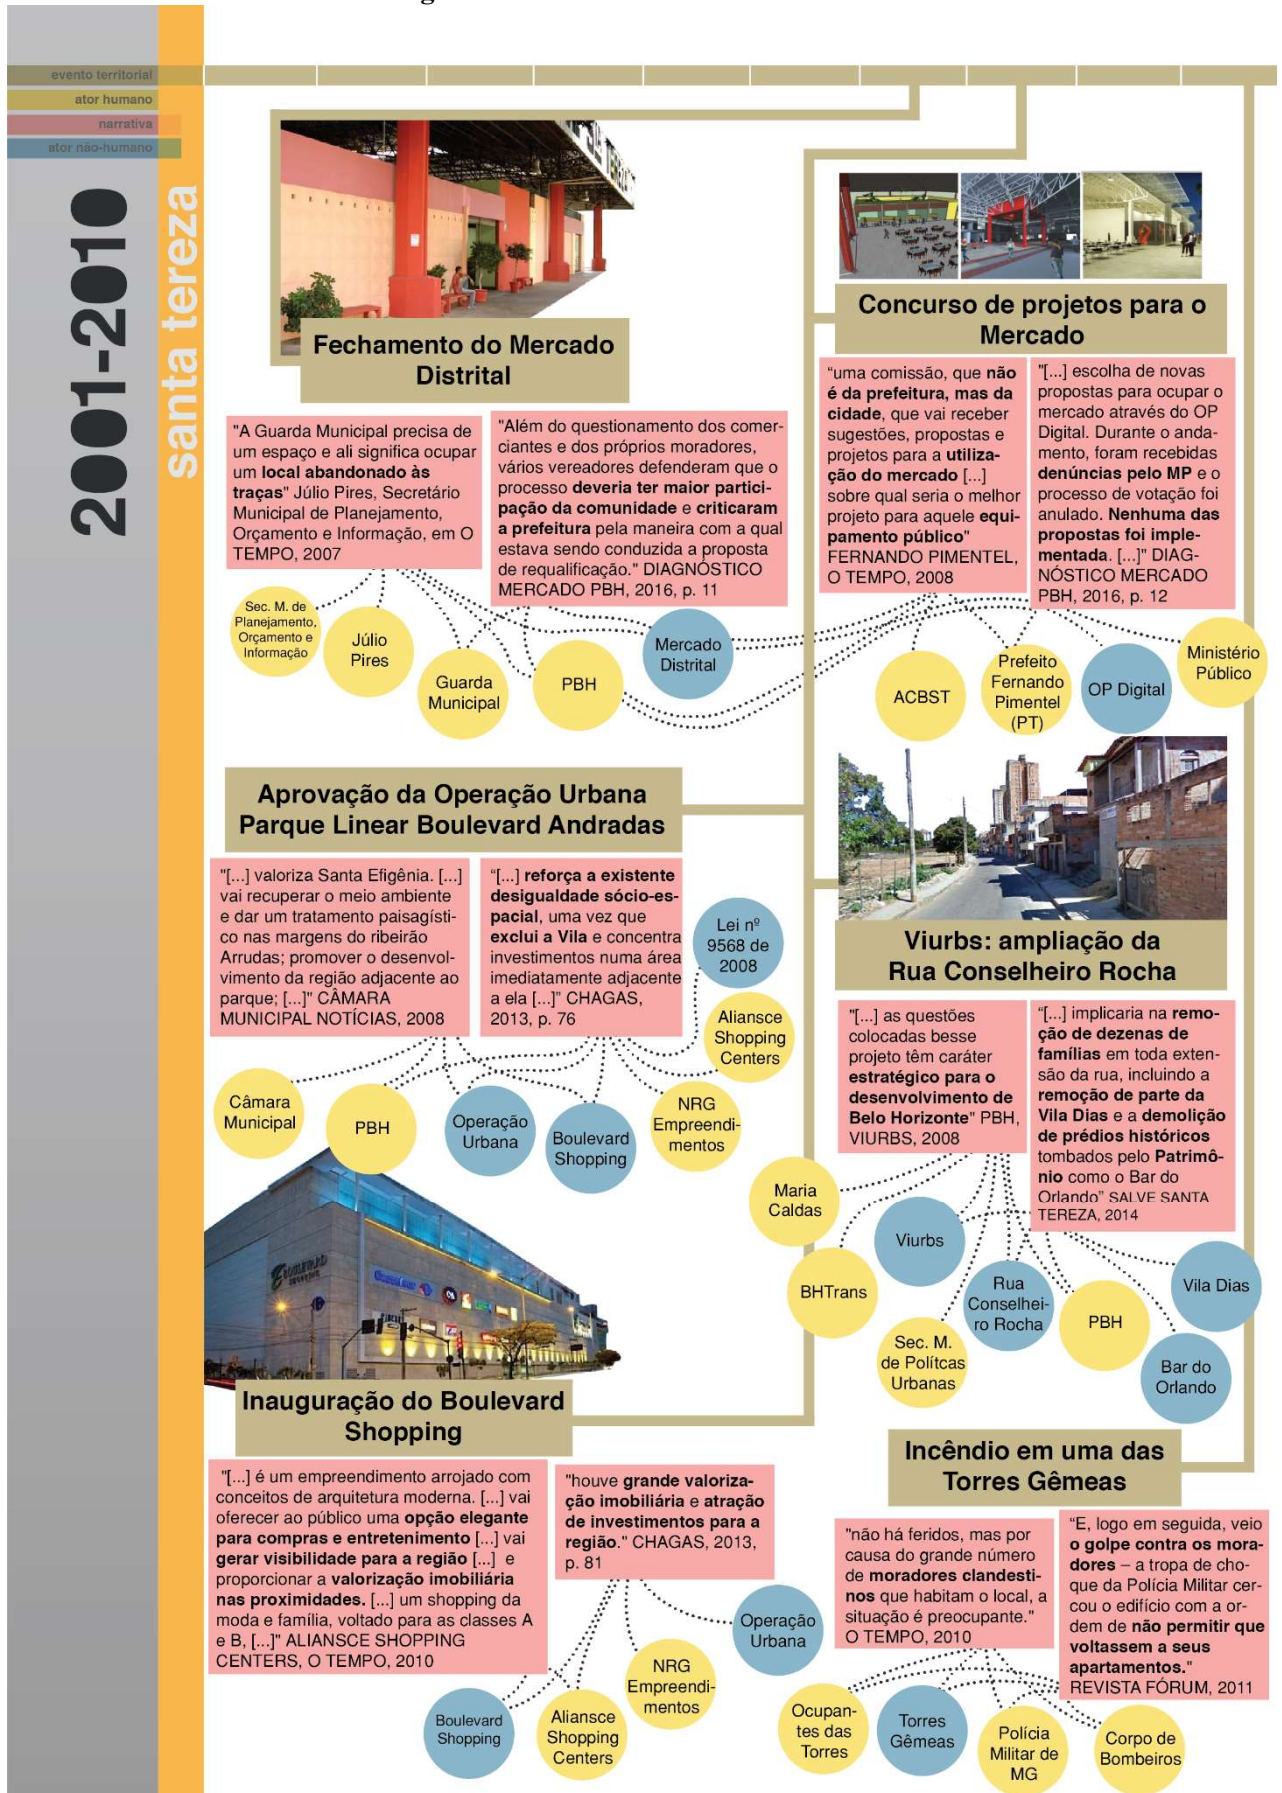 evento territorial
ator humano
narrativa
ator não-humano
2001-2010
santa tereza
Fechamento do Mercado
Distrital
"A Guarda Municipal precisa de
um espaço e ali significa ocupar
um local abandonado às
traças" Júlio Pires, Secretário
Municipal de Planejamento,
Orçamento e Informação, em O
TEMPO, 2007
"Além do questionamento dos comer-
ciantes e dos próprios moradores,
vários vereadores defenderam que o
processo deveria ter maior partici-
pação da comunidade e criticaram
a prefeitura pela maneira com a qual
estava sendo conduzida a proposta
de requalificação." DIAGNÓSTICO
MERCADO PBH, 2016, p. 11
Sec. M. de
Planejamento,
Orçamento e
Informação
Júlio
Pires
Guarda
Municipal
PBH
Mercado
Distrital
Concurso de projetos para o
Mercado
"uma comissão, que não
é da prefeitura, mas da
cidade, que vai receber
sugestões, propostas e
projetos para a utiliza-
ção do mercado [...]
sobre qual seria o melhor
projeto para aquele equi-
pamento público"
FERNANDO PIMENTEL,
O TEMPO, 2008
"[...] escolha de novas
propostas para ocupar o
mercado através do OP
Digital. Durante o anda-
mento, foram recebidas
denúncias pelo MP e o
processo de votação foi
anulado. Nenhuma das
propostas foi imple-
mentada. [...]" DIAG-
NÓSTICO MERCADO
PBH, 2016, p. 12
ACBST
Prefeito
Fernando
Pimentel
(PT)
OP Digital
Ministério
Público
Aprovação da Operação Urbana
Parque Linear Boulevard Andradas
"[...] valoriza Santa Efigênia. [...]
vai recuperar o meio ambiente
e dar um tratamento paisagísti-
co nas margens do ribeirão
Arrudas; promover o desenvol-
vimento da região adjacente ao
parque; [...]" CÂMARA
MUNICIPAL NOTÍCIAS, 2008
"[...] reforça a existente
desigualdade sócio-es-
pacial, uma vez que
exclui a Vila e concentra
investimentos numa área
imediatamente adjacente
a ela [...]" CHAGAS,
2013, p. 76
Lei nº
9568 de
2008
Aliansce
Shopping
Centers
Câmara
Municipal
PBH
Operação
Urbana
Boulevard
Shopping
NRG
Empreendi-
mentos
Viurbs: ampliação da
Rua Conselheiro Rocha
"[...] as questões
colocadas besse
projeto têm caráter
estratégico para o
desenvolvimento de
Belo Horizonte" PBH,
VIURBS, 2008
"[...] implicaria na remo-
ção de dezenas de
famílias em toda exten-
são da rua, incluindo a
remoção de parte da
Vila Dias e a demolição
de prédios históricos
tombados pelo Patrimô-
nio como o Bar do
Orlando" SALVE SANTA
TEREZA, 2014
Maria
Caldas
BHTrans
Viurbs
Sec. M.
de Polítcas
Urbanas
Rua
Conselhei-
ro Rocha
PBH
Vila Dias
Bar do
Orlando
BOULEVARD
Inauguração do Boulevard
Shopping
"[...] é um empreendimento arrojado com
conceitos de arquitetura moderna. [...] vai
oferecer ao público uma opção elegante
para compras e entretenimento [...] vai
gerar visibilidade para a região [...] e
proporcionar a valorização imobiliária
nas proximidades. [...] um shopping da
moda e família, voltado para as classes A
e B, [...]" ALIANSCE SHOPPING
CENTERS, O TEMPO, 2010
"houve grande valoriza-
ção imobiliária e atração
de investimentos para a
região." CHAGAS, 2013,
p. 81
Boulevard
Shopping
Aliansce
Shopping
Centers
NRG
Empreendi-
mentos
Operação
Urbana
Incêndio em uma das
Torres Gêmeas
"não há feridos, mas por
causa do grande número
de moradores clandesti-
nos que habitam o local, a
situação é preocupante."
O TEMPO, 2010
"E, logo em seguida, veio
o golpe contra os mora-
dores – a tropa de cho-
que da Polícia Militar cer-
cou o edifício com a or-
dem de não permitir que
voltassem a seus
apartamentos."
REVISTA FÓRUM, 2011
Ocupan-
tes das
Torres
Torres
Gêmeas
Polícia
Militar de
MG
Corpo de
Bombeiros